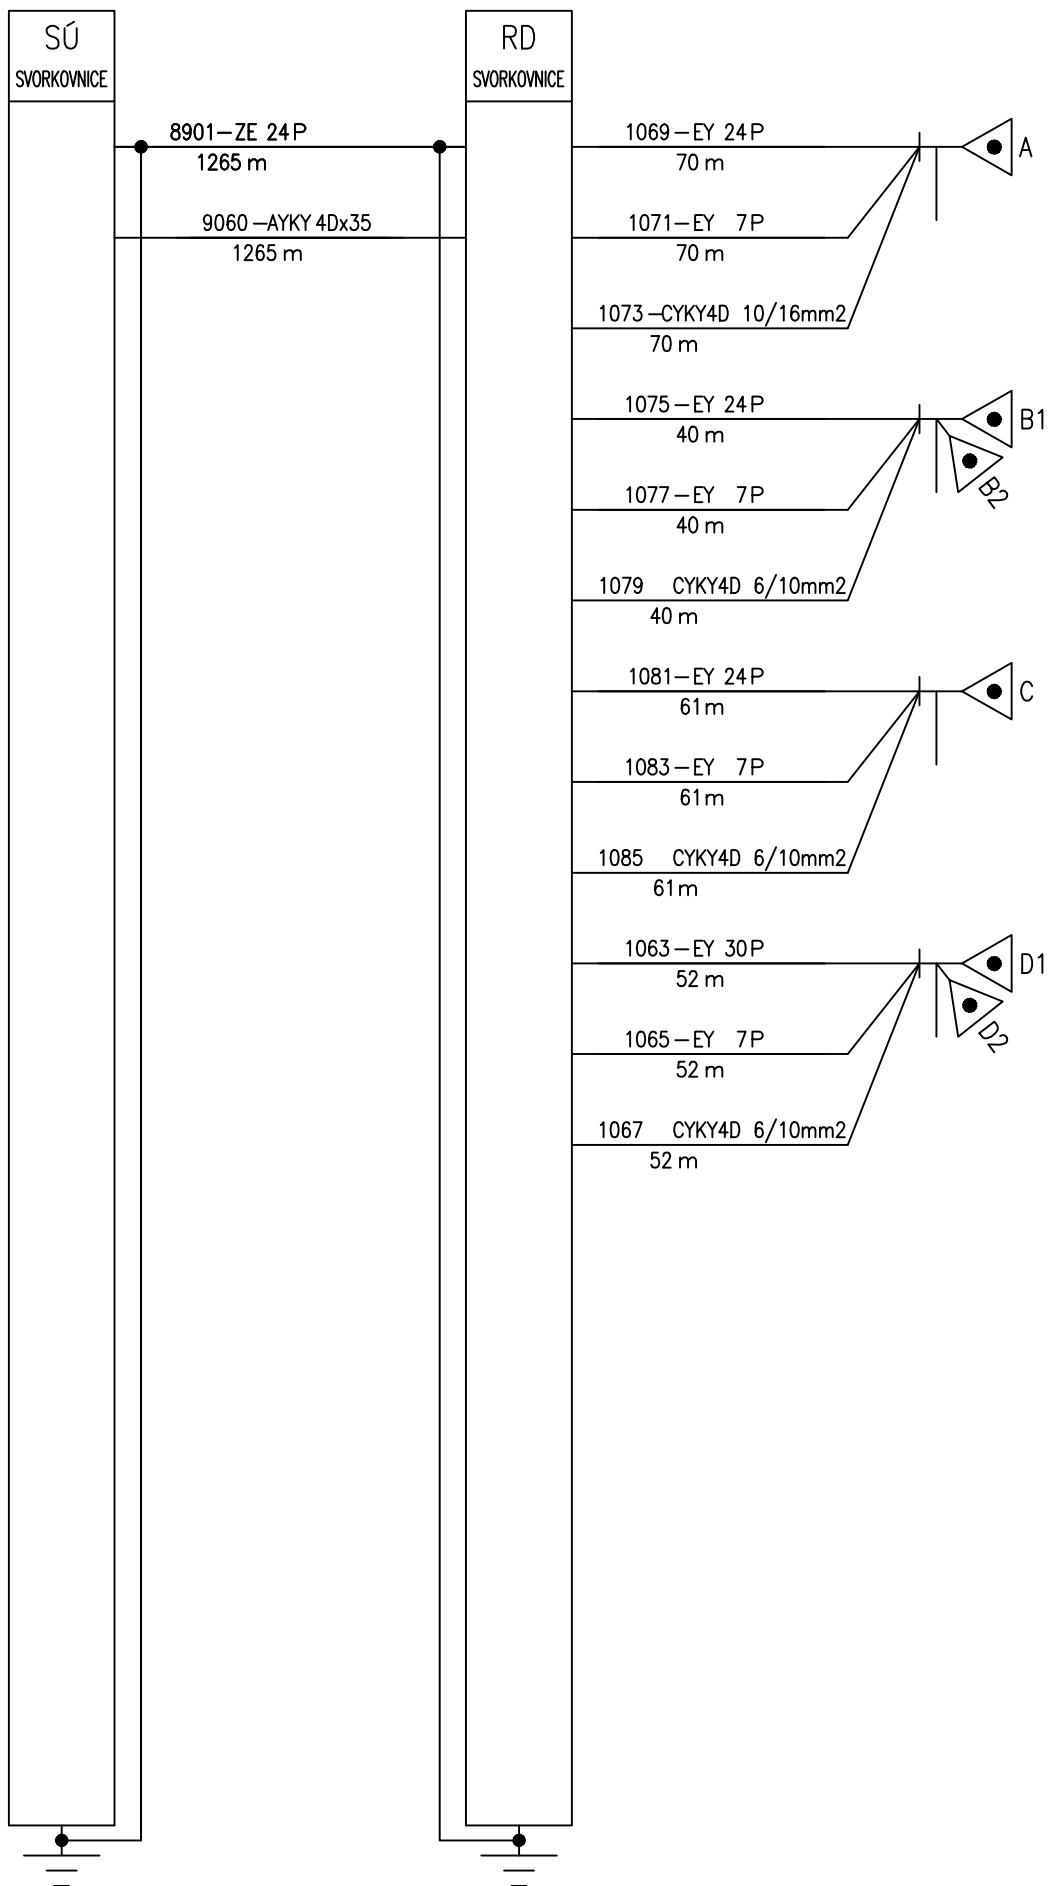 SÚ
SVORKOVNICE
RD
SVORKOVNICE
8901-ZE 24P
1265 m
9060-AYKY 4Dx35
1265 m
1069-EY 24P
70 m
1071-EY 7P
70 m
1073-CYKY4D 10/16mm2
70 m
A
1075-EY 24P
40 m
1077-EY 7P
40 m
1079 CYKY4D 6/10mm2
40 m
B1
B2
1081-EY 24P
61 m
1083-EY 7P
61 m
1085 CYKY4D 6/10mm2
61 m
C
1063-EY 30P
52 m
1065-EY 7P
52 m
1067 CYKY4D 6/10mm2
52 m
D1
D2